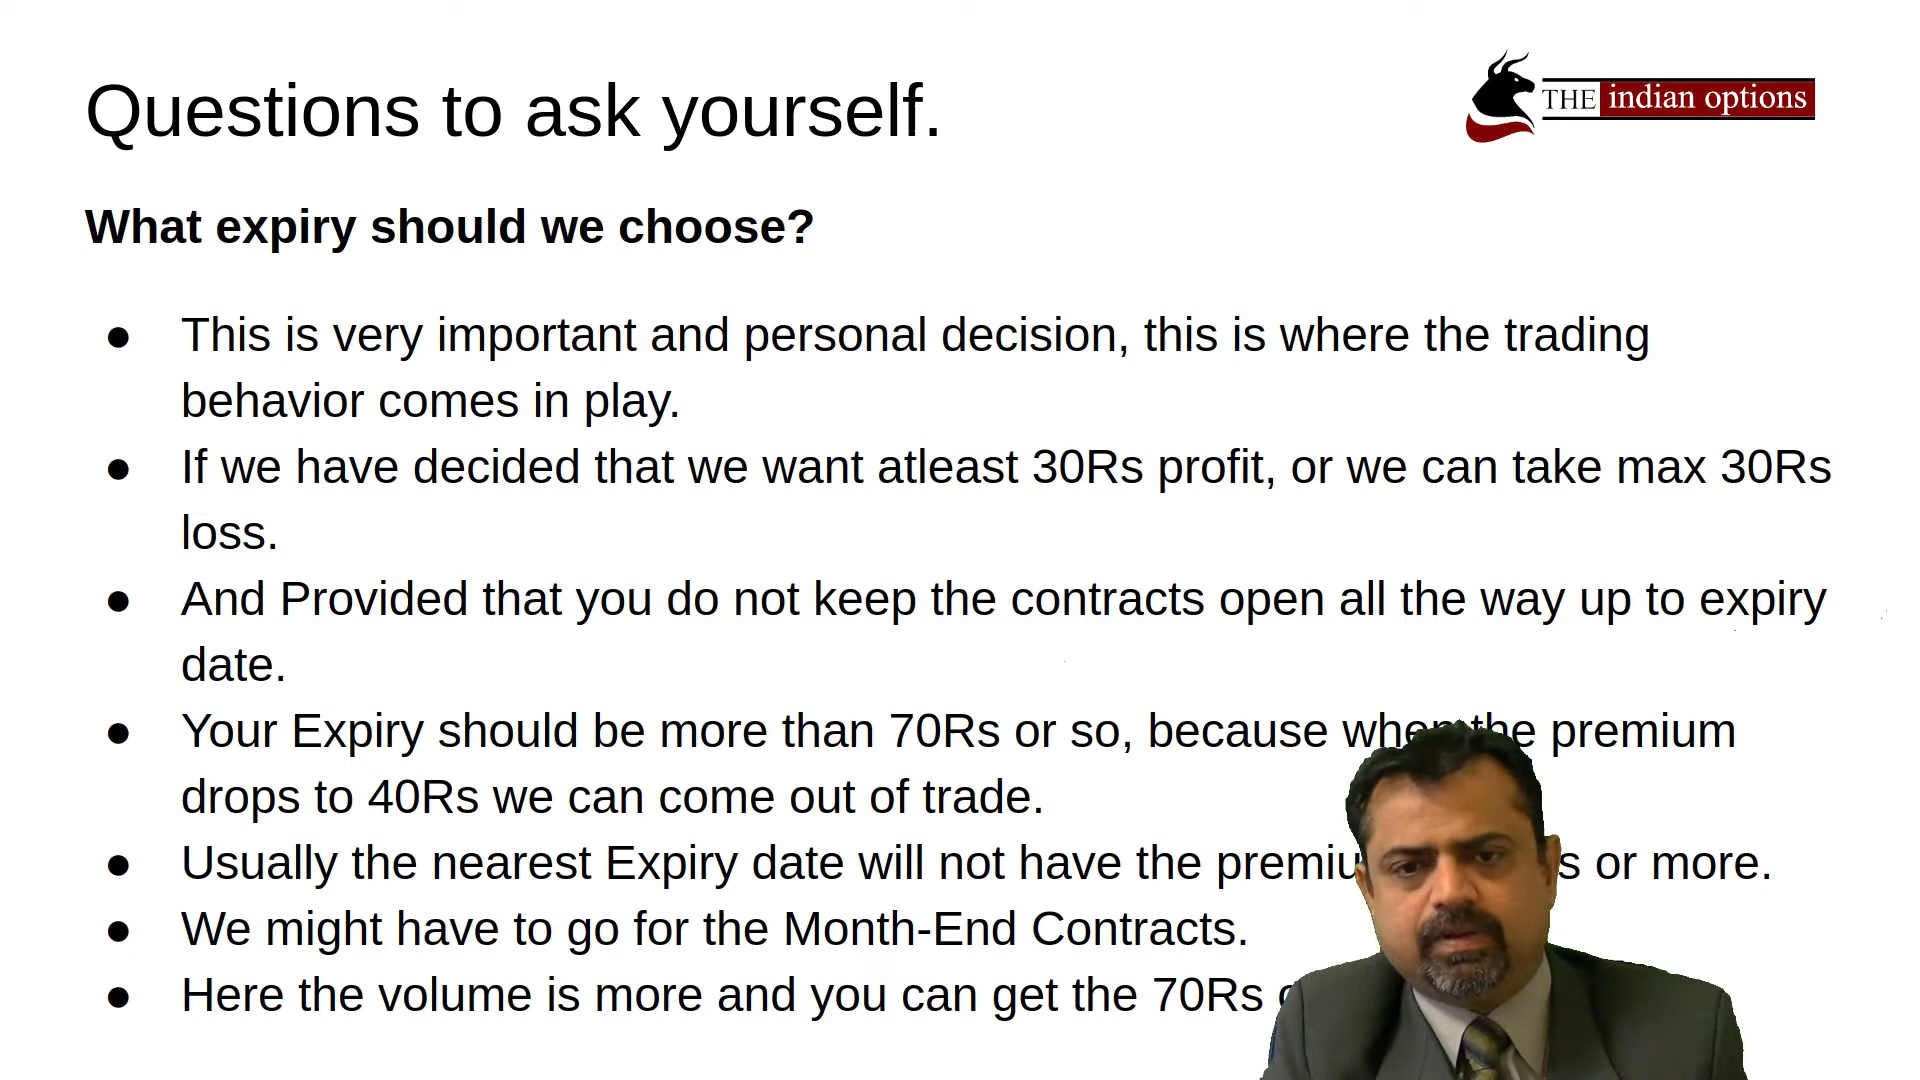 Questions to ask yourself.
THE indian options
What expiry should we choose?
● This is very important and personal decision, this is where the trading
behavior comes in play.
● If we have decided that we want atleast 30Rs profit, or we can take max 30Rs
loss.
● And Provided that you do not keep the contracts open all the way up to expiry
date.
● Your Expiry should be more than 70Rs or so, because when the premium
drops to 40Rs we can come out of trade.
● Usually the nearest Expiry date will not have the or more.
● We might have to go for the Month-End Contracts.
● Here the volume is more and you can get the 70Rs